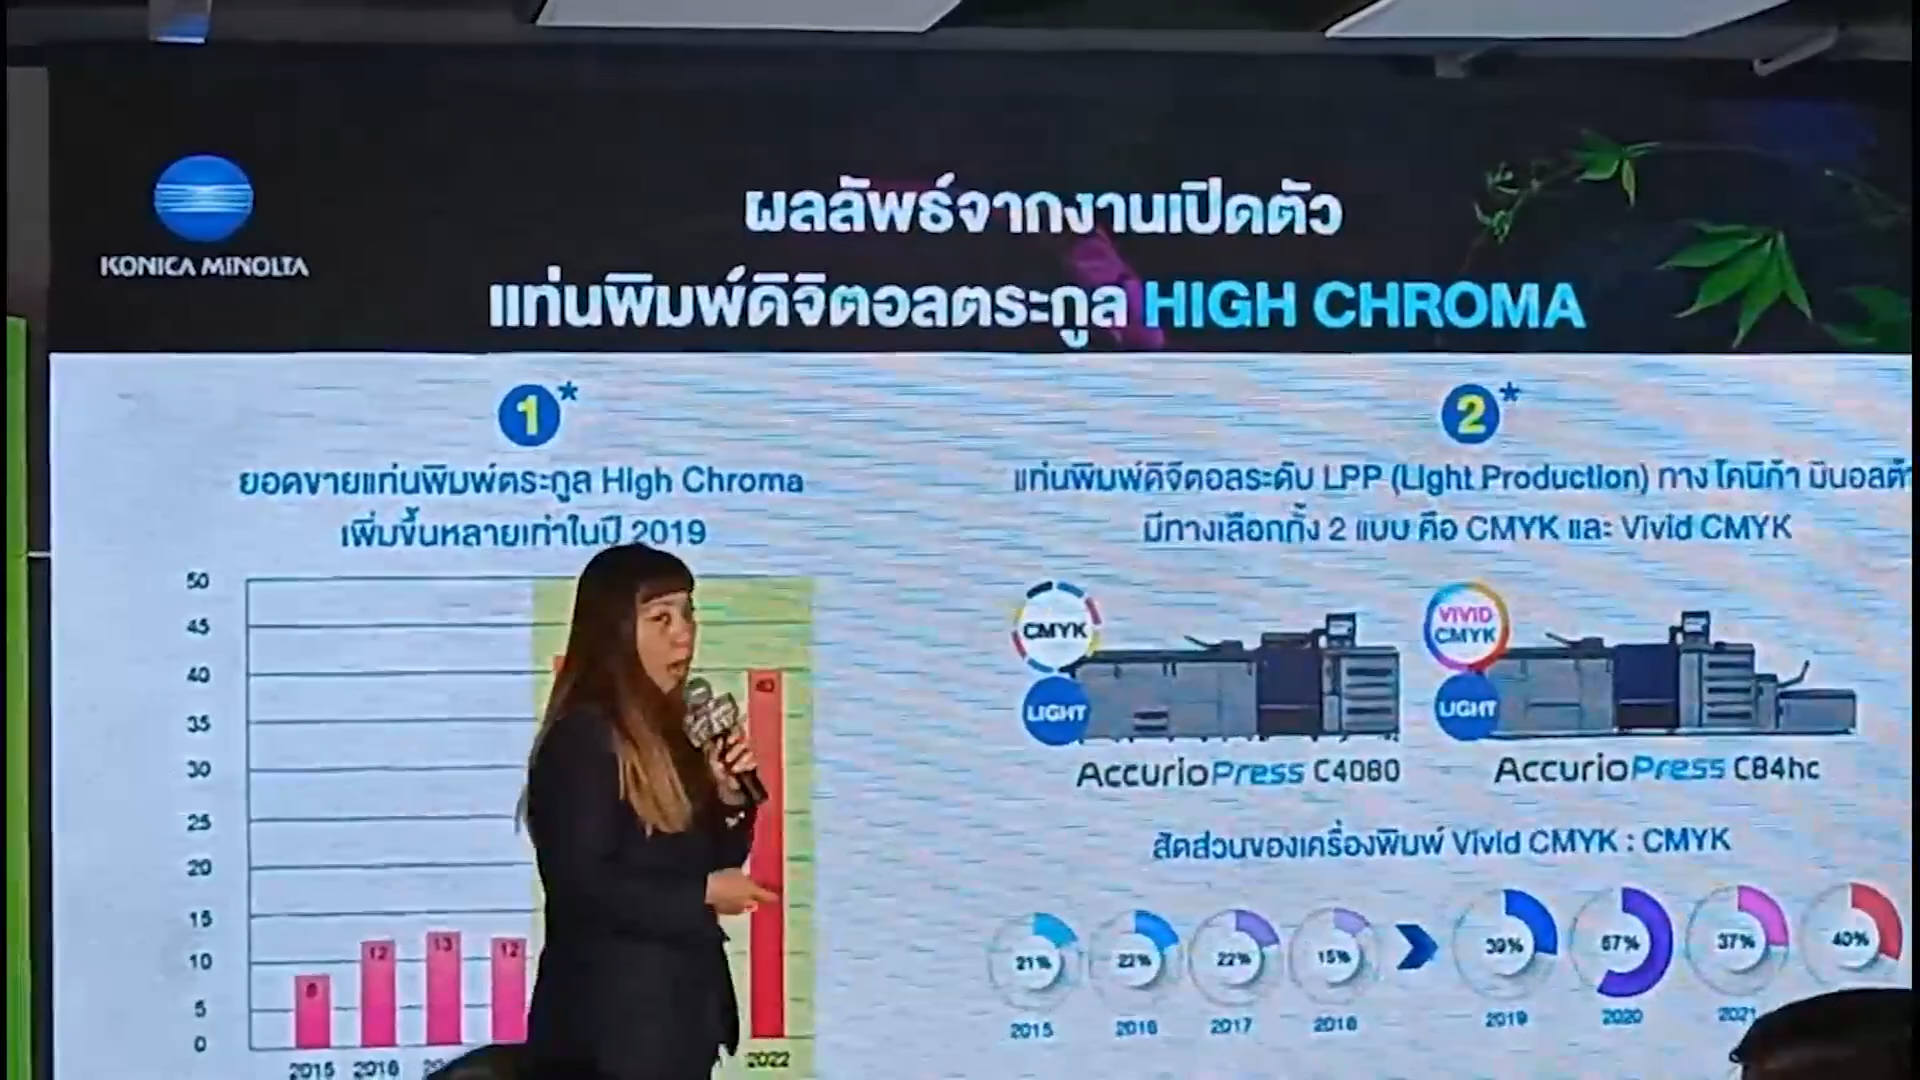 KONICA MINOLTA
ผลลัพธ์จากงานเปิดตัว
แท่นพิมพ์ดิจิตอลตระกูล HIGH CHROMA
1*
ยอดขายแท่นพิมพ์ตระกูล High Chroma
เพิ่มขึ้นหลายเท่าในปี 2019
50
45
40
35
30
25
20
15
10
5
0
12
13
12
40
2015 2016
2022
2*
แท่นพิมพ์ดิจิตอลระดับ LPP (Light Production) ทาง โคนิก้า มินอลต้า
มีทางเลือกทั้ง 2 แบบ คือ CMYK และ Vivid CMYK
CMYK
LIGHT
AccurioPress C4080
VIVID
CMYK
LIGHT
AccurioPress C84hc
สัดส่วนของเครื่องพิมพ์ Vivid CMYK : CMYK
21% 22% 22% 15% 39% 67% 37% 40%
2015 2016 2017 2018 2019 2020 2021